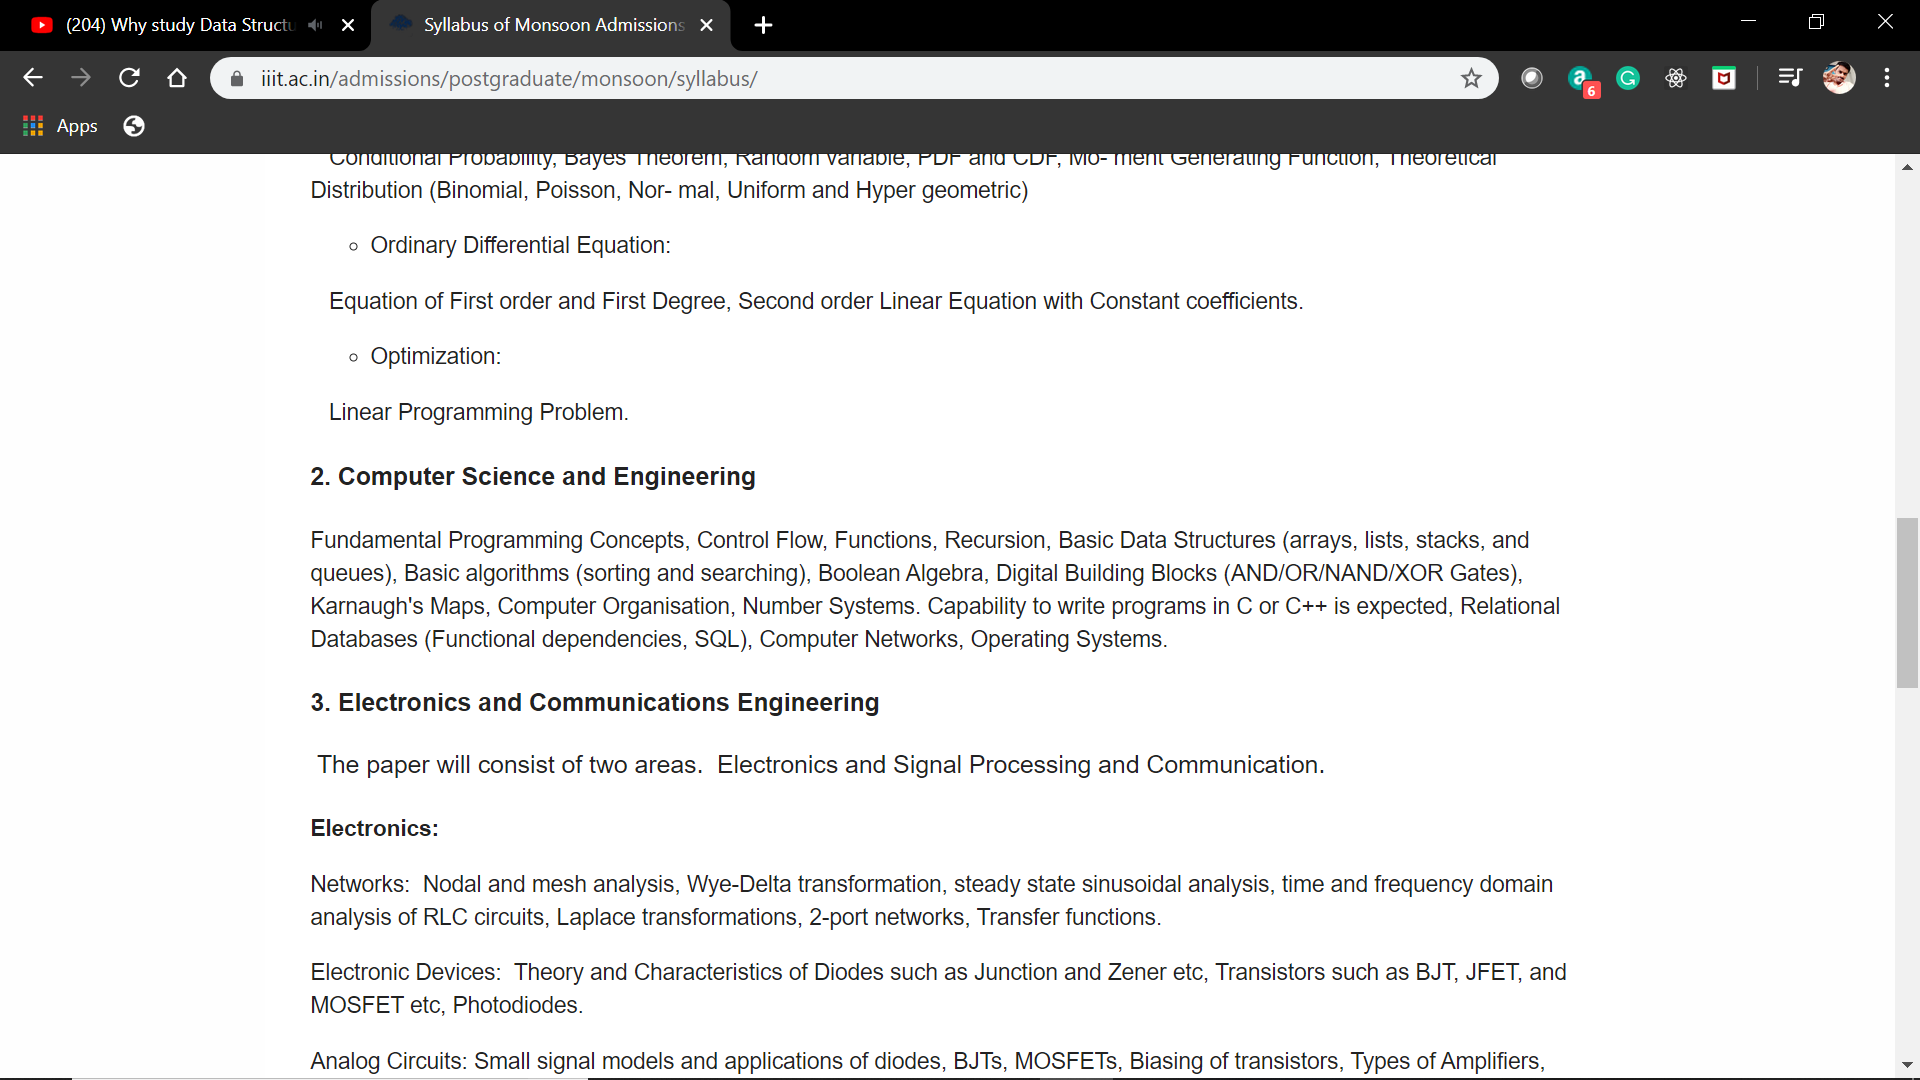 (204) Why study Data Structu
Syllabus of Monsoon Admissions
iiit.ac.in/admissions/postgraduate/monsoon/syllabus/
6
Apps
Conditional Probability, Bayes Theorem, Random variable, PDF and CDF, Mo- ment Generating Function, Theoretical
Distribution (Binomial, Poisson, Nor- mal, Uniform and Hyper geometric)
Ordinary Differential Equation:
Equation of First order and First Degree, Second order Linear Equation with Constant coefficients.
Optimization:
Linear Programming Problem.
2. Computer Science and Engineering
Fundamental Programming Concepts, Control Flow, Functions, Recursion, Basic Data Structures (arrays, lists, stacks, and
queues), Basic algorithms (sorting and searching), Boolean Algebra, Digital Building Blocks (AND/OR/NAND/XOR Gates),
Karnaugh's Maps, Computer Organisation, Number Systems. Capability to write programs in C or C++ is expected, Relational
Databases (Functional dependencies, SQL), Computer Networks, Operating Systems.
3. Electronics and Communications Engineering
The paper will consist of two areas.  Electronics and Signal Processing and Communication.
Electronics:
Networks:  Nodal and mesh analysis, Wye-Delta transformation, steady state sinusoidal analysis, time and frequency domain
analysis of RLC circuits, Laplace transformations, 2-port networks, Transfer functions.
Electronic Devices:  Theory and Characteristics of Diodes such as Junction and Zener etc, Transistors such as BJT, JFET, and
MOSFET etc, Photodiodes.
Analog Circuits: Small signal models and applications of diodes, BJTs, MOSFETs, Biasing of transistors, Types of Amplifiers,